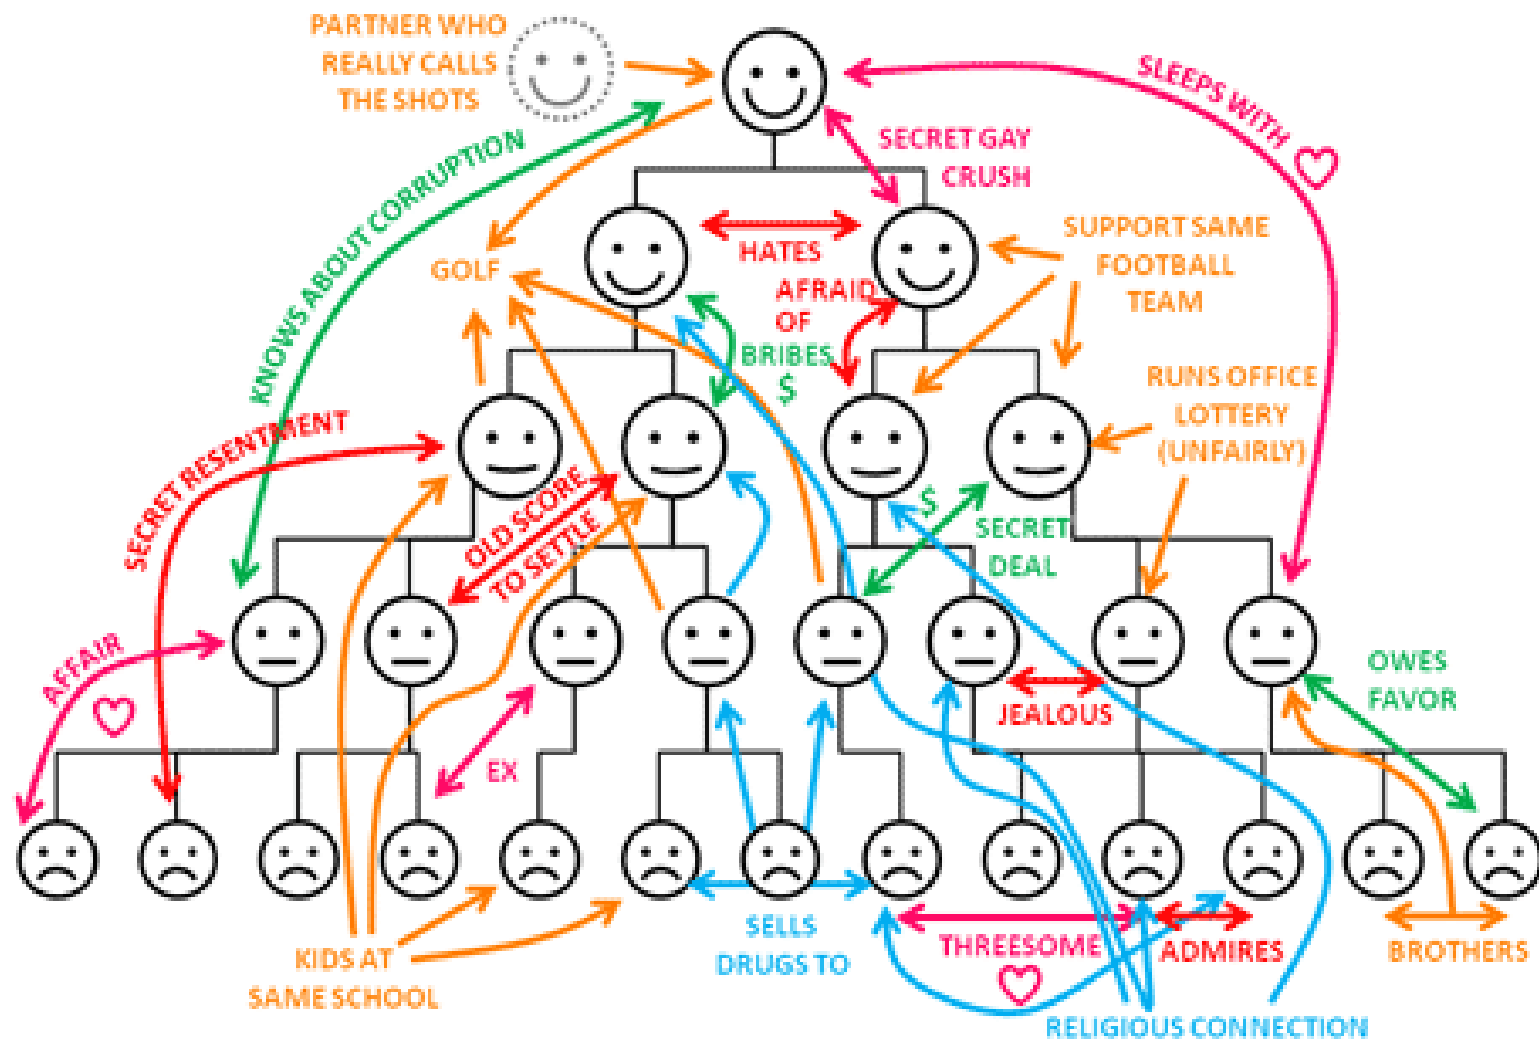 PARTNER WHO
REALLY CALLS
THE SHOTS
SLEEPS WITH
SECRET GAY
CRUSH
KNOWS ABOUT CORRUPTION
HATES
GOLF
SUPPORT SAME
FOOTBALL
TEAM
AFRAID
OF
BRIBES
$
RUNS OFFICE
LOTTERY
(UNFAIRLY)
SECRET RESENTMENT
OLD SCORE
TO SETTLE
$
SECRET
DEAL
AFFAIR
OWES
FAVOR
JEALOUS
EX
KIDS AT
SAME SCHOOL
SELLS
DRUGS TO
THREESOME
ADMIRES
BROTHERS
RELIGIOUS CONNECTION